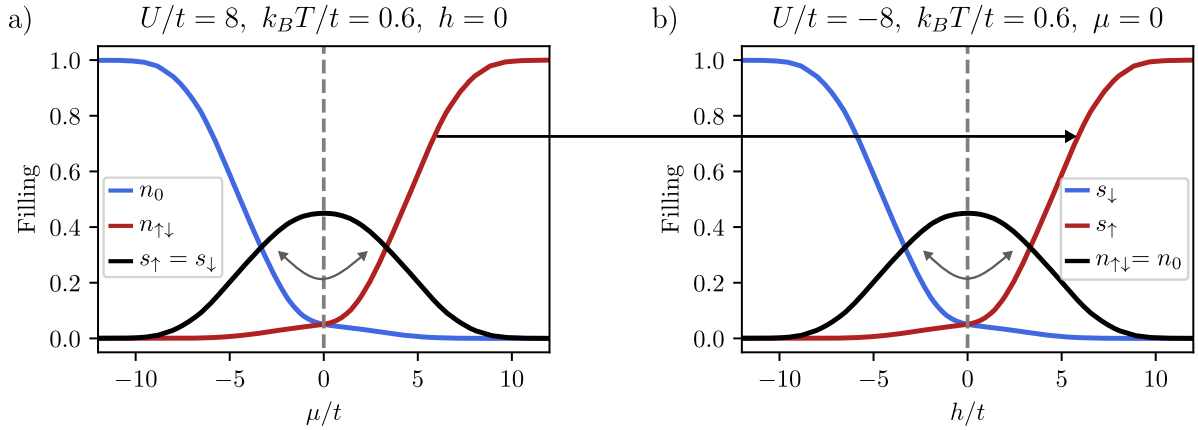 a)
U/t = 8, k_BT/t = 0.6, h = 0
Filling
1.0
0.8
0.6
0.4
0.2
0.0
n_0
n_↑↓
s_↑ = s_↓
−10
−5
0
5
10
μ/t
b)
U/t = −8, k_BT/t = 0.6, μ = 0
Filling
1.0
0.8
0.6
0.4
0.2
0.0
s_↓
s_↑
n_↑↓ = n_0
−10
−5
0
5
10
h/t